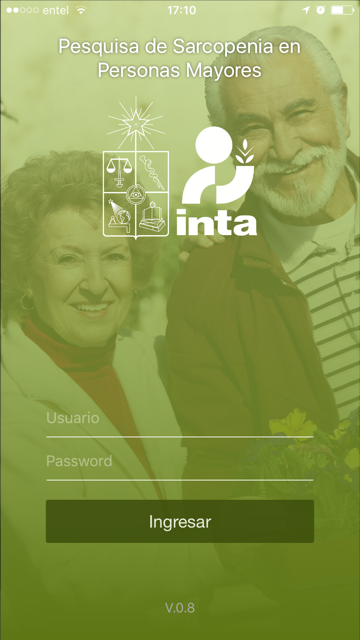 entel 17:10
Pesquisa de Sarcopenia en
Personas Mayores
inta
Usuario
Password
Ingresar
V.0.8